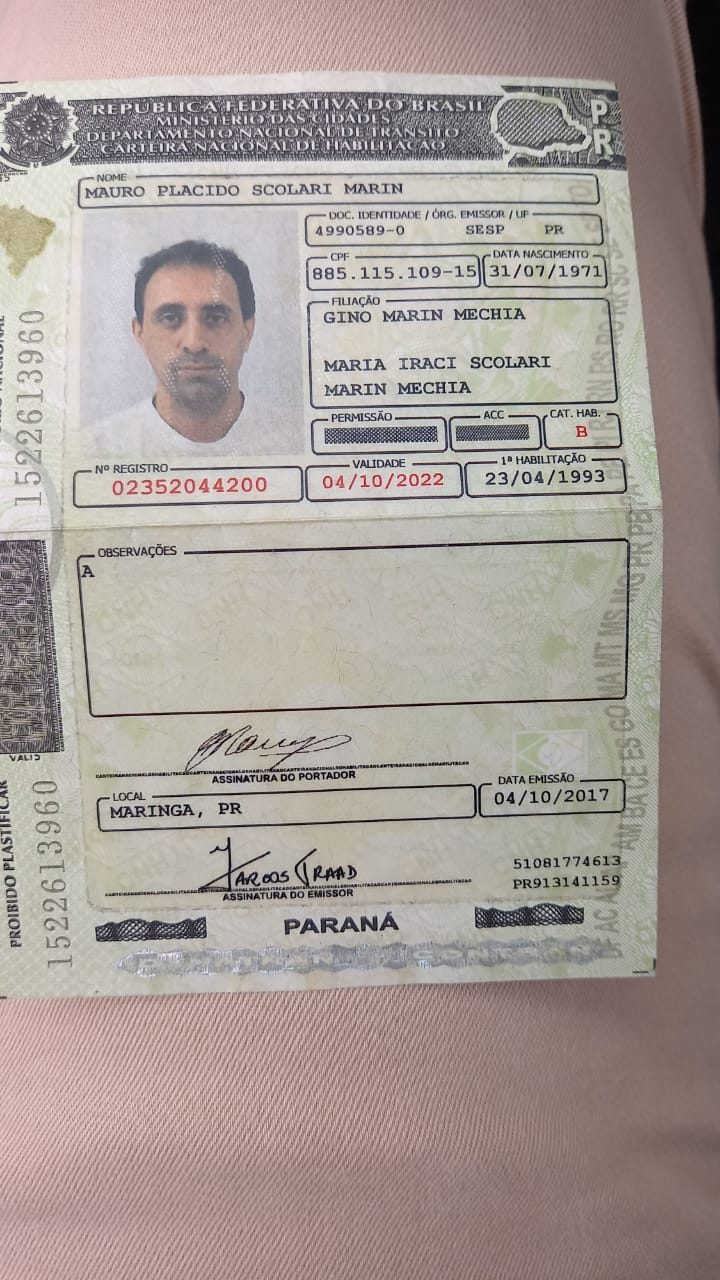 REPÚBLICA FEDERATIVA DO BRASIL
MINISTÉRIO DAS CIDADES
DEPARTAMENTO NACIONAL DE TRÂNSITO
CARTEIRA NACIONAL DE HABILITAÇÃO
PR
NOME
MAURO PLACIDO SCOLARI MARIN
DOC. IDENTIDADE / ÓRG. EMISSOR / UF
4990589-0 SESP PR
CPF
885.115.109-15
DATA NASCIMENTO
31/07/1971
FILIAÇÃO
GINO MARIN MECHIA
MARIA IRACI SCOLARI
MARIN MECHIA
PERMISSÃO
ACC
CAT. HAB.
B
Nº REGISTRO
02352044200
VALIDADE
04/10/2022
1ª HABILITAÇÃO
23/04/1993
1522613960
OBSERVAÇÕES
A
ASSINATURA DO PORTADOR
LOCAL
MARINGA, PR
DATA EMISSÃO
04/10/2017
51081774613
PR913141159
ASSINATURA DO EMISSOR
PARANÁ
PROIBIDO PLASTIFICAR
1522613960